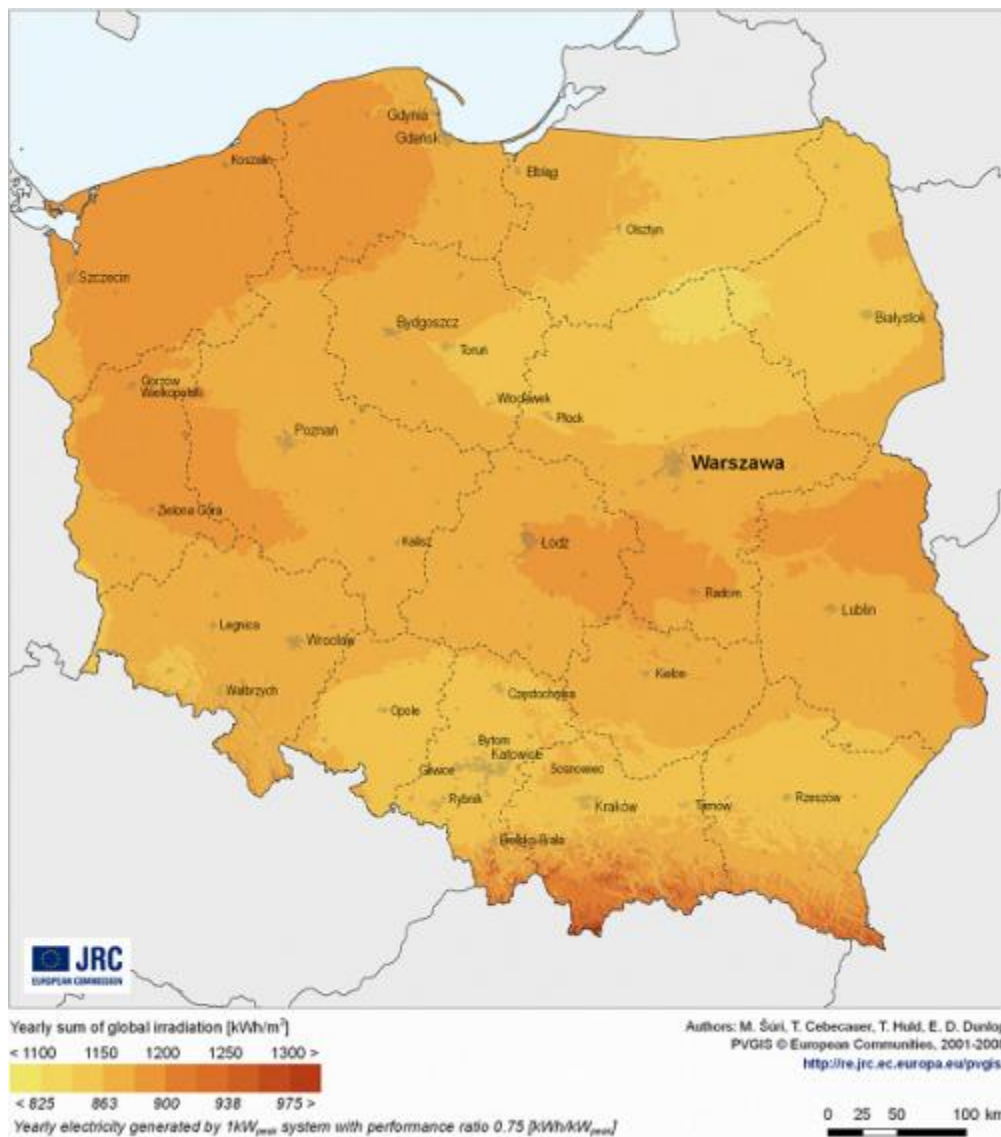 Gdynia
Gdańsk
Koszalin
Elbląg
Olsztyn
Szczecin
Białystok
Bydgoszcz
Toruń
Gorzów
Wielkopolski
Włocławek
Płock
Poznań
Warszawa
Zielona Góra
Kalisz
Łódź
Radom
Lublin
Legnica
Wrocław
Kielce
Wałbrzych
Częstochowa
Opole
Bytom
Katowice
Gliwice
Sosnowiec
Rybnik
Kraków
Tarnów
Rzeszów
Bielsko-Biała
JRC
EUROPEAN COMMISSION
Yearly sum of global irradiation [kWh/m²]
< 1100 1150 1200 1250 1300 >
< 825 863 900 938 975 >
Yearly electricity generated by 1kWpeak system with performance ratio 0.75 [kWh/kWpeak]
Authors: M. Šúri, T. Cebecauer, T. Huld, E. D. Dunlop
PVGIS © European Communities, 2001-2008
http://re.jrc.ec.europa.eu/pvgis/
0 25 50 100 km